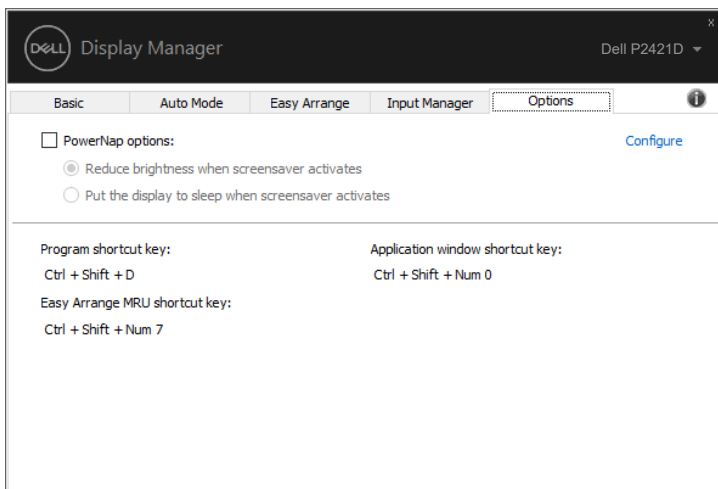 x
DELL Display Manager
Dell P2421D
Basic Auto Mode Easy Arrange Input Manager Options i
PowerNap options: Configure
Reduce brightness when screensaver activates
Put the display to sleep when screensaver activates
Program shortcut key: Application window shortcut key:
Ctrl + Shift + D Ctrl + Shift + Num 0
Easy Arrange MRU shortcut key:
Ctrl + Shift + Num 7